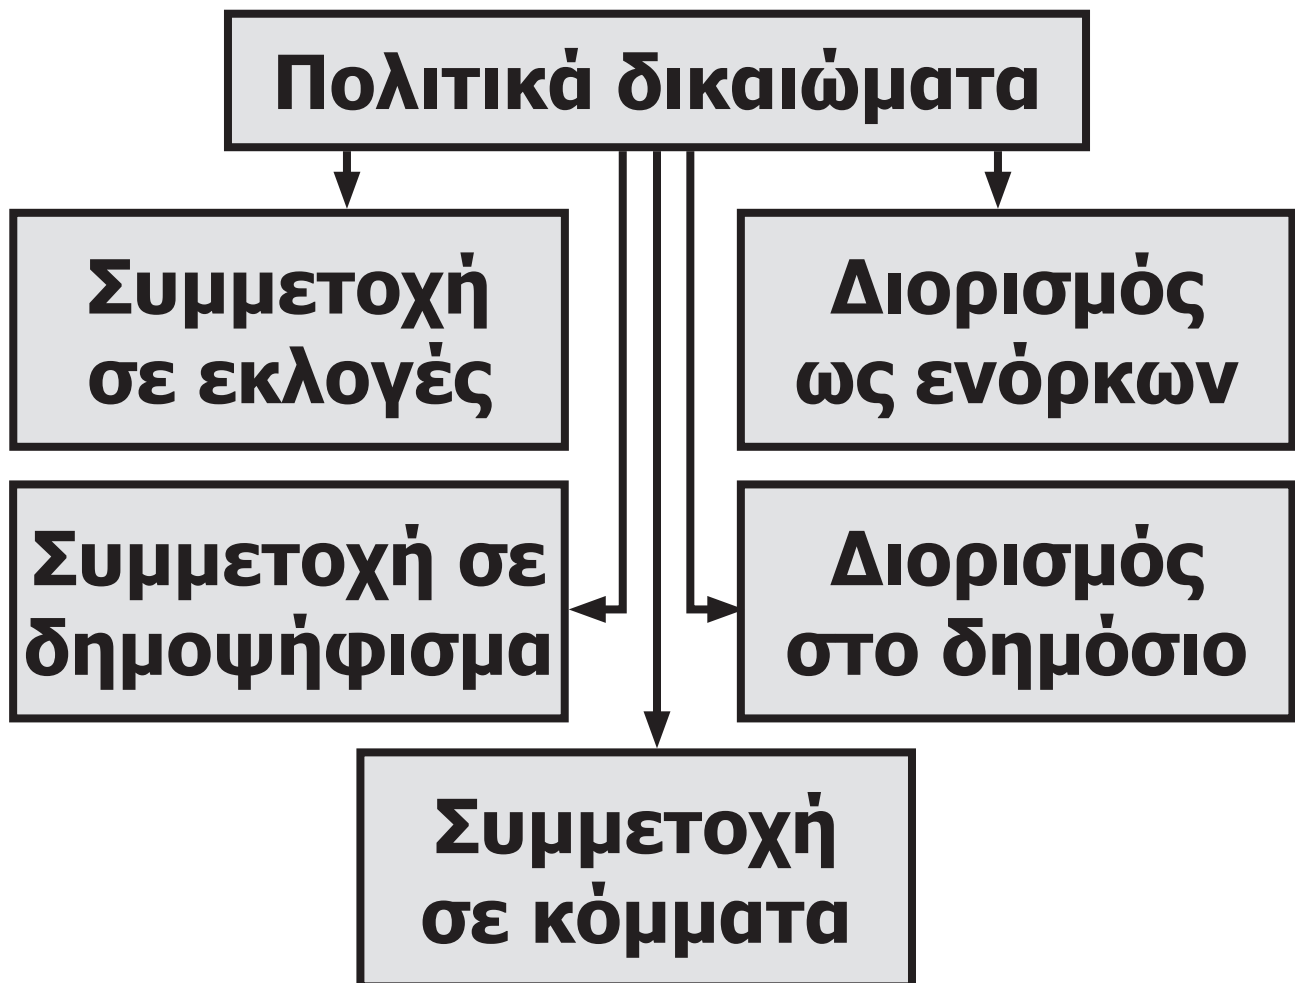 Πολιτικά δικαιώματα
Συμμετοχή
σε εκλογές
Διορισμός
ως ενόρκων
Συμμετοχή σε
δημοψήφισμα
Διορισμός
στο δημόσιο
Συμμετοχή
σε κόμματα